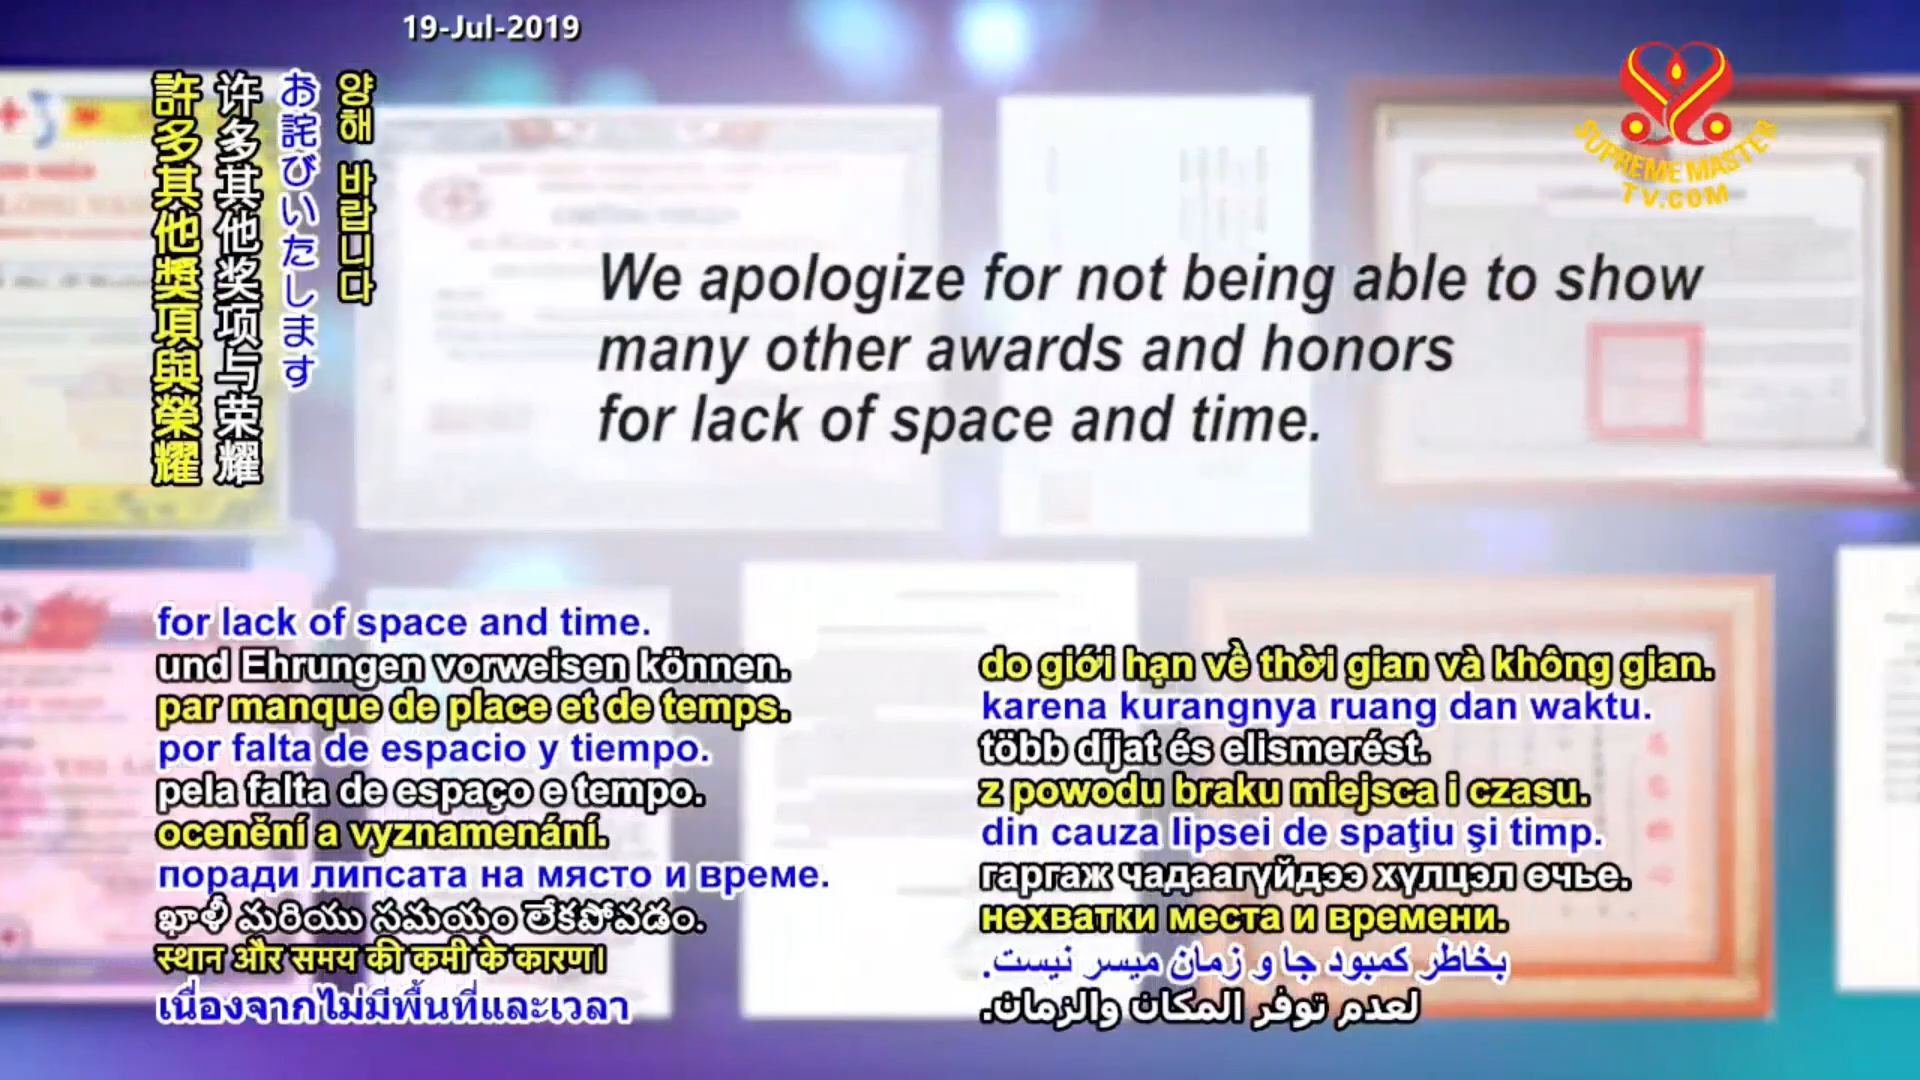 19-Jul-2019
SUPREME MASTER
TV.COM
양해 바랍니다
お詫びいたします
许多其他奖项与荣耀
許多其他獎項與榮耀
We apologize for not being able to show
many other awards and honors
for lack of space and time.
for lack of space and time.
und Ehrungen vorweisen können.
par manque de place et de temps.
por falta de espacio y tiempo.
pela falta de espaço e tempo.
ocenění a vyznamenání.
поради липсата на място и време.
ఖాళీ మరియు సమయం లేకపోవడం.
स्थान और समय की कमी के कारण।
เนื่องจากไม่มีพื้นที่และเวลา
do giới hạn về thời gian và không gian.
karena kurangnya ruang dan waktu.
több díjat és elismerést.
z powodu braku miejsca i czasu.
din cauza lipsei de spaţiu şi timp.
гаргаж чадаагүйдээ хүлцэл өчье.
нехватки места и времени.
بخاطر کمبود جا و زمان میسر نیست.
لعدم توفر المكان والزمان.